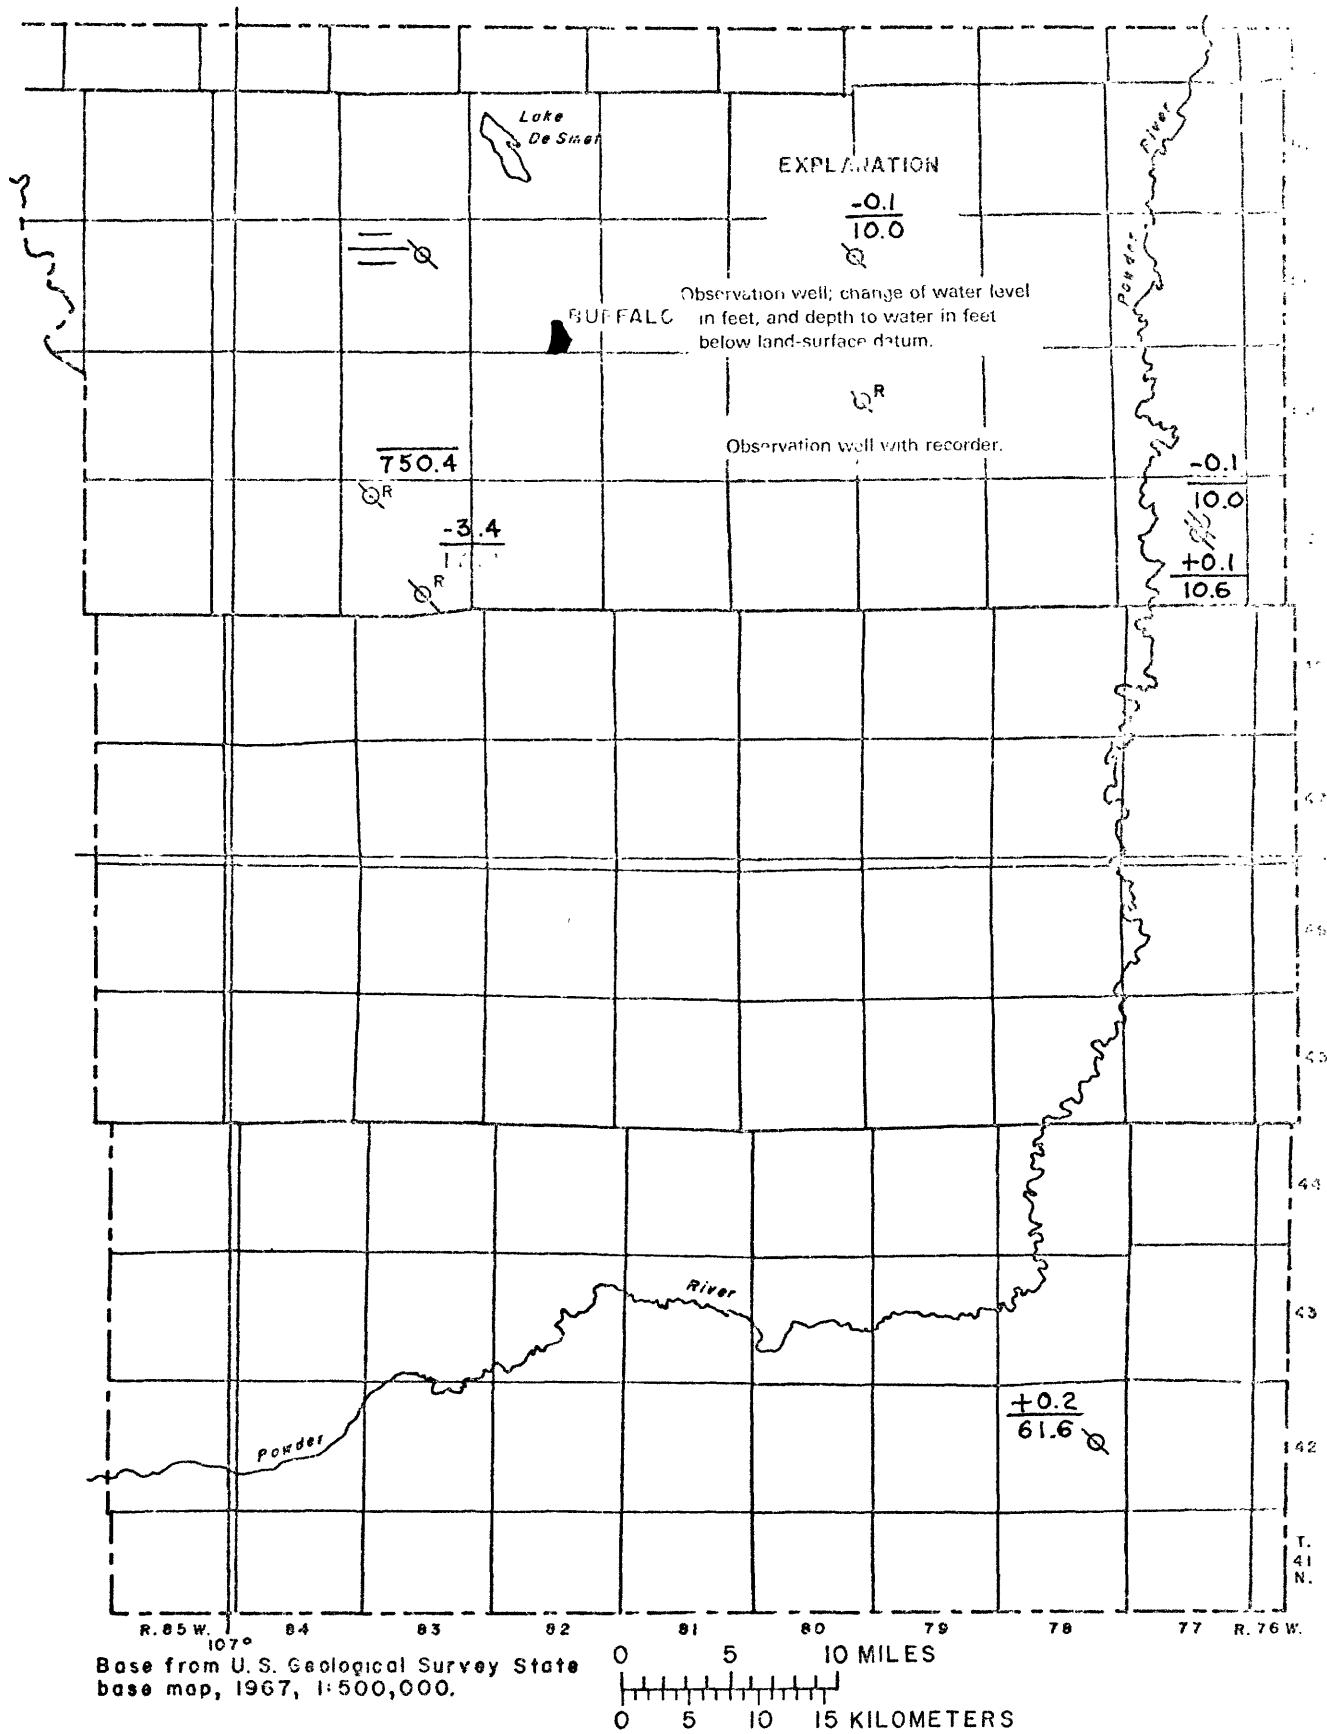 Lake
De Smet
River
EXPLANATION
-0.1
10.0
Powder
Observation well; change of water level
in feet, and depth to water in feet
below land-surface datum.
BUFFALO
R
Observation well with recorder.
750.4
R
-0.1
10.0
-3.4
R
+0.1
10.6
47
45
44
River
43
+0.2
61.6
42
Powder
T.
41
N.
R. 85 W. 84 83 82 81 80 79 78 77 R. 76 W.
107°
Base from U. S. Geological Survey State
base map, 1967, 1:500,000.
0 5 10 MILES
0 5 10 15 KILOMETERS